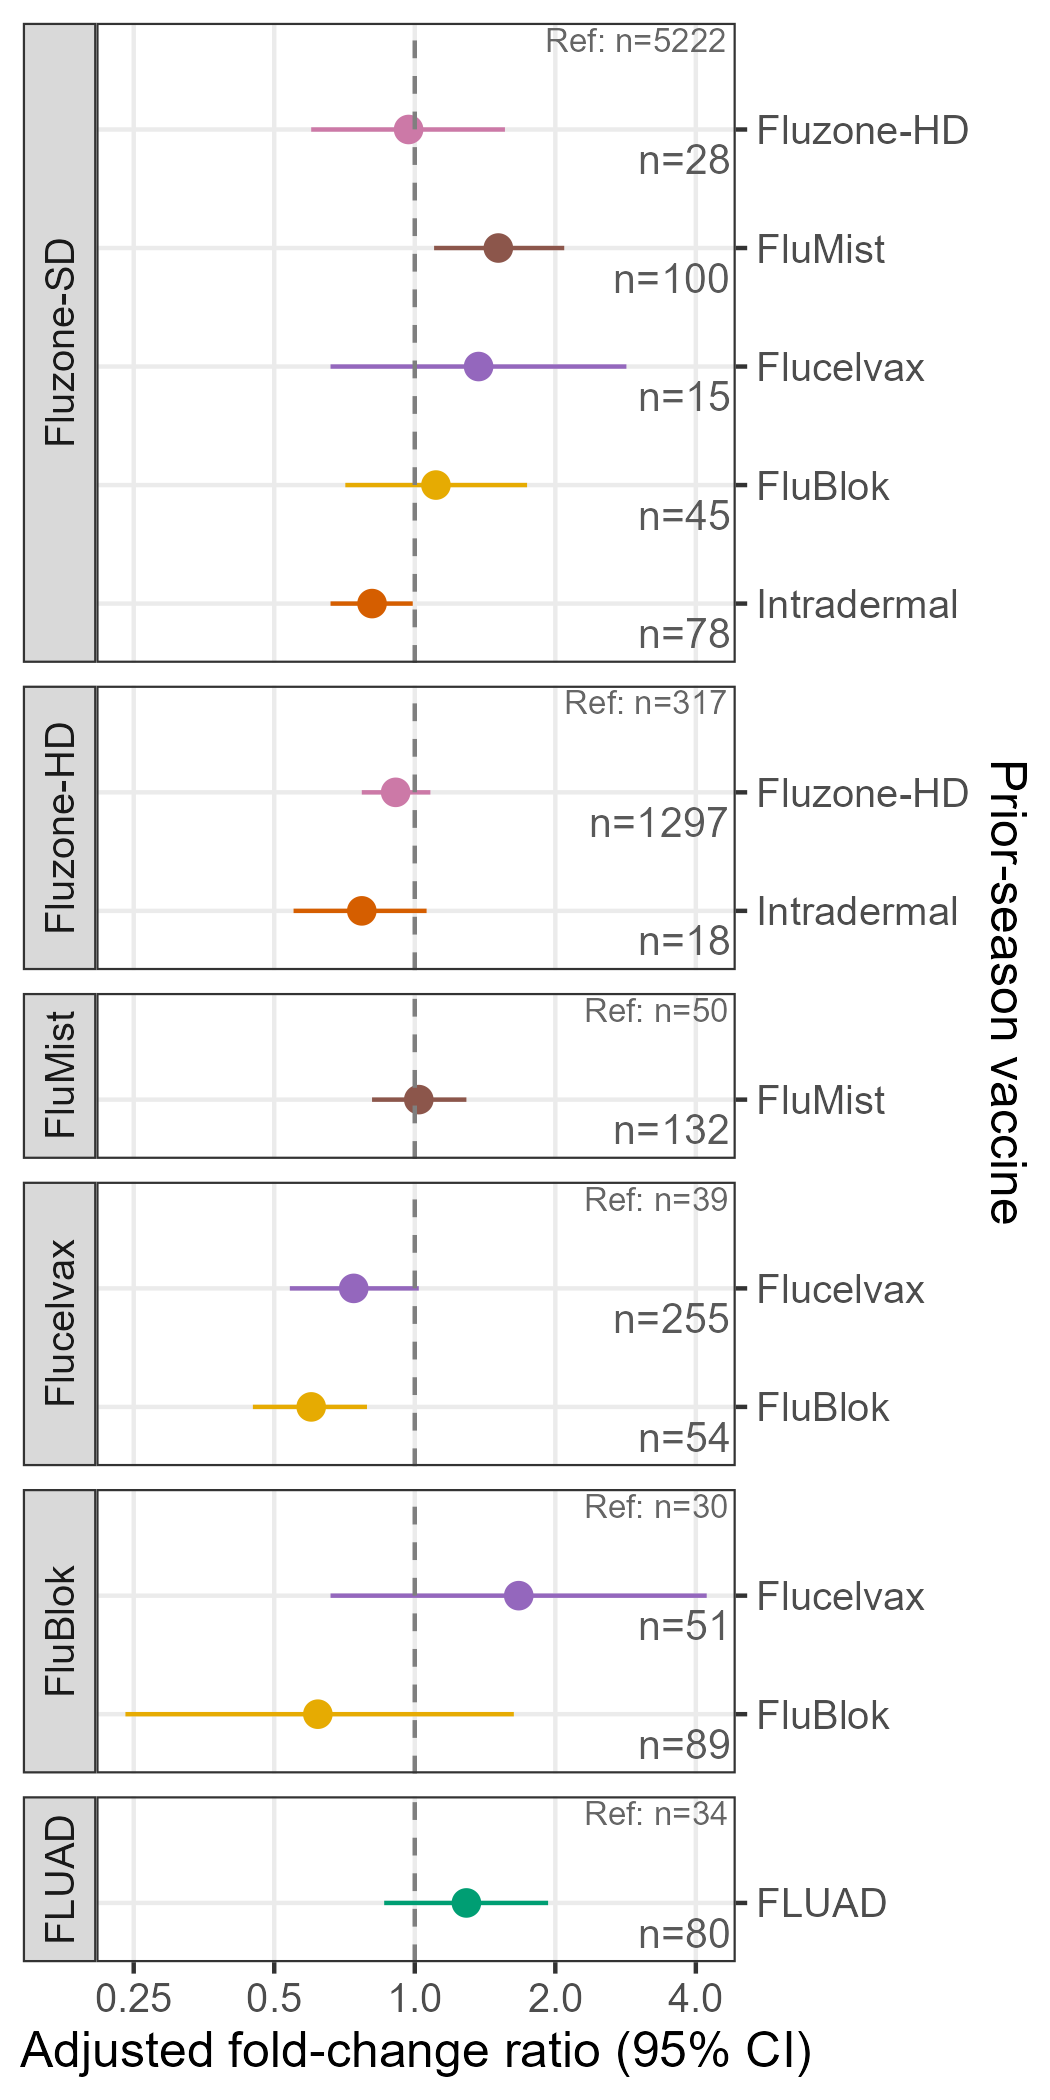 Fluzone-SD
Ref: n=5222
Fluzone-HD
n=28
FluMist
n=100
Flucelvax
n=15
FluBlok
n=45
Intradermal
n=78
Fluzone-HD
Ref: n=317
Fluzone-HD
n=1297
Intradermal
n=18
FluMist
Ref: n=50
FluMist
n=132
Flucelvax
Ref: n=39
Flucelvax
n=255
FluBlok
n=54
FluBlok
Ref: n=30
Flucelvax
n=51
FluBlok
n=89
FLUAD
Ref: n=34
FLUAD
n=80
Prior-season vaccine
0.25 0.5 1.0 2.0 4.0
Adjusted fold-change ratio (95% CI)